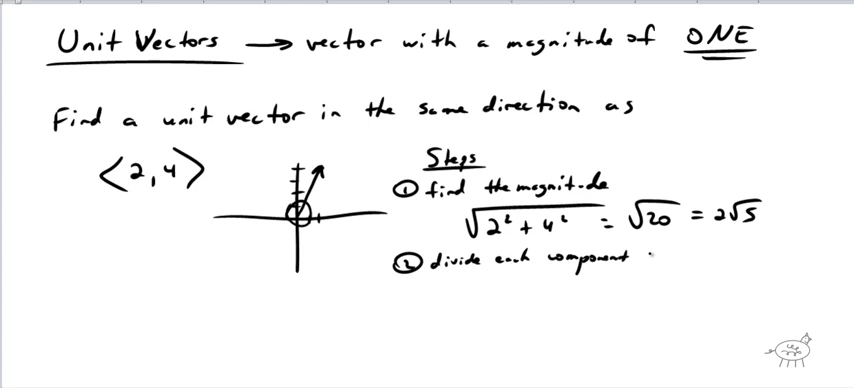 Unit Vectors → vector with a magnitude of ONE
Find a unit vector in the same direction as
<2,4>
Steps
① find the magnitude
√(2² + 4²) = √20 = 2√5
② divide each component